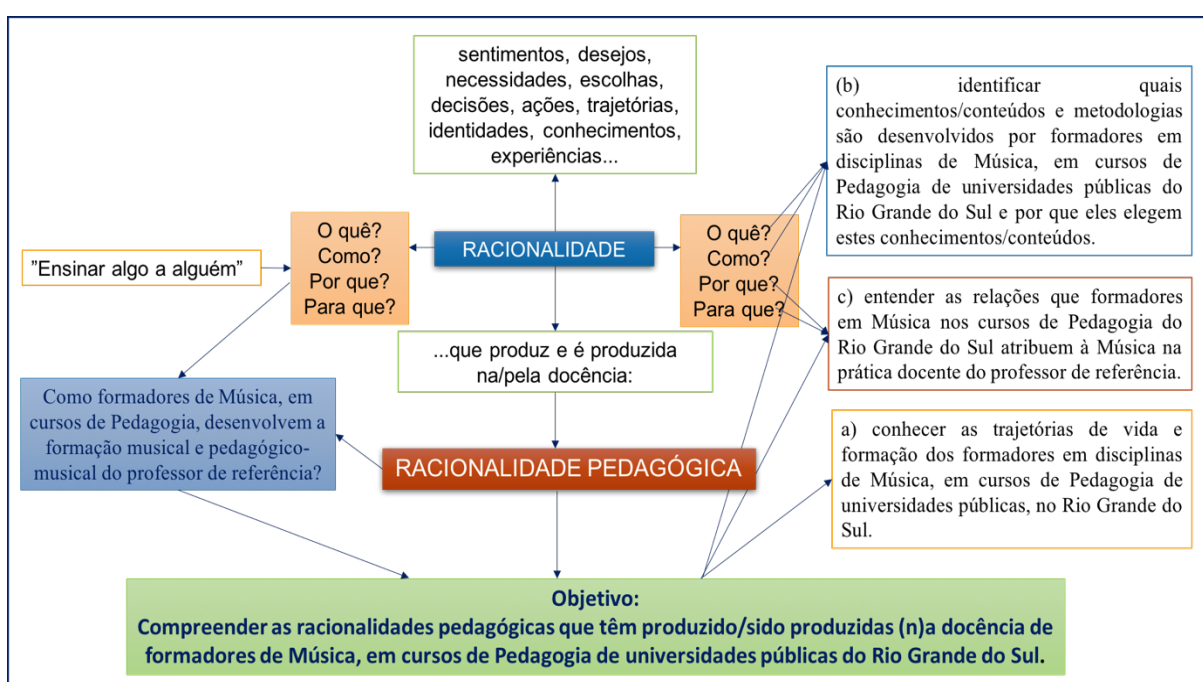 sentimentos, desejos,
necessidades, escolhas,
decisões, ações, trajetórias,
identidades, conhecimentos,
experiências...
(b) identificar quais
conhecimentos/conteúdos e metodologias
são desenvolvidos por formadores em
disciplinas de Música, em cursos de
Pedagogia de universidades públicas do
Rio Grande do Sul e por que eles elegem
estes conhecimentos/conteúdos.
”Ensinar algo a alguém”
O quê?
Como?
Por que?
Para que?
RACIONALIDADE
O quê?
Como?
Por que?
Para que?
c) entender as relações que formadores
em Música nos cursos de Pedagogia do
Rio Grande do Sul atribuem à Música na
prática docente do professor de referência.
...que produz e é produzida
na/pela docência:
Como formadores de Música, em
cursos de Pedagogia, desenvolvem a
formação musical e pedagógico-
musical do professor de referência?
RACIONALIDADE PEDAGÓGICA
a) conhecer as trajetórias de vida e
formação dos formadores em disciplinas
de Música, em cursos de Pedagogia de
universidades públicas, no Rio Grande do
Sul.
Objetivo:
Compreender as racionalidades pedagógicas que têm produzido/sido produzidas (n)a docência de
formadores de Música, em cursos de Pedagogia de universidades públicas do Rio Grande do Sul.